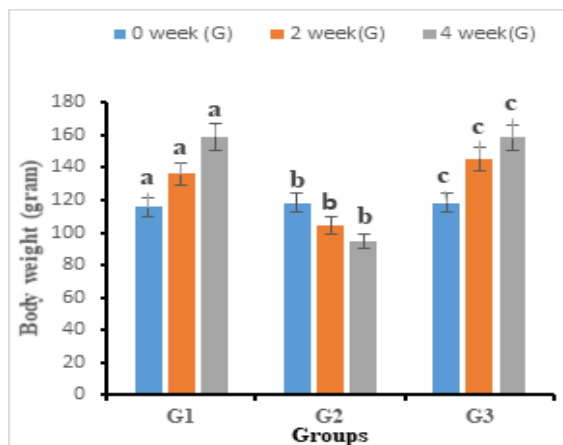 0 week (G) 2 week(G) 4 week(G)
Body weight (gram)
180
160
140
120
100
80
60
40
20
0
a a a b b b c c c
G1 G2 G3
Groups